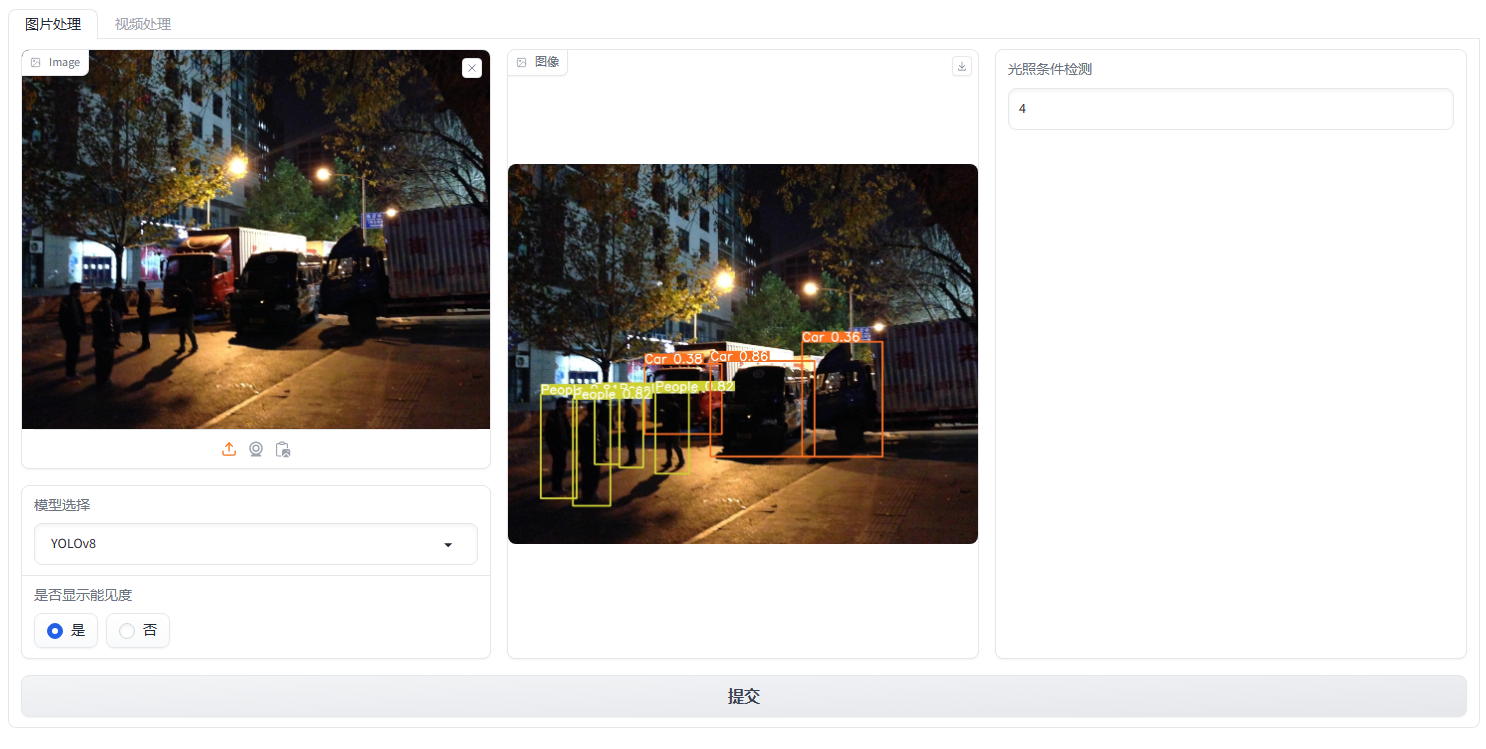 图片处理
视频处理
Image
模型选择
YOLOv8
是否显示能见度
是
否
图像
Car 0.38
Car 0.86
Car 0.36
People 0.82
People 0.82
光照条件检测
4
提交